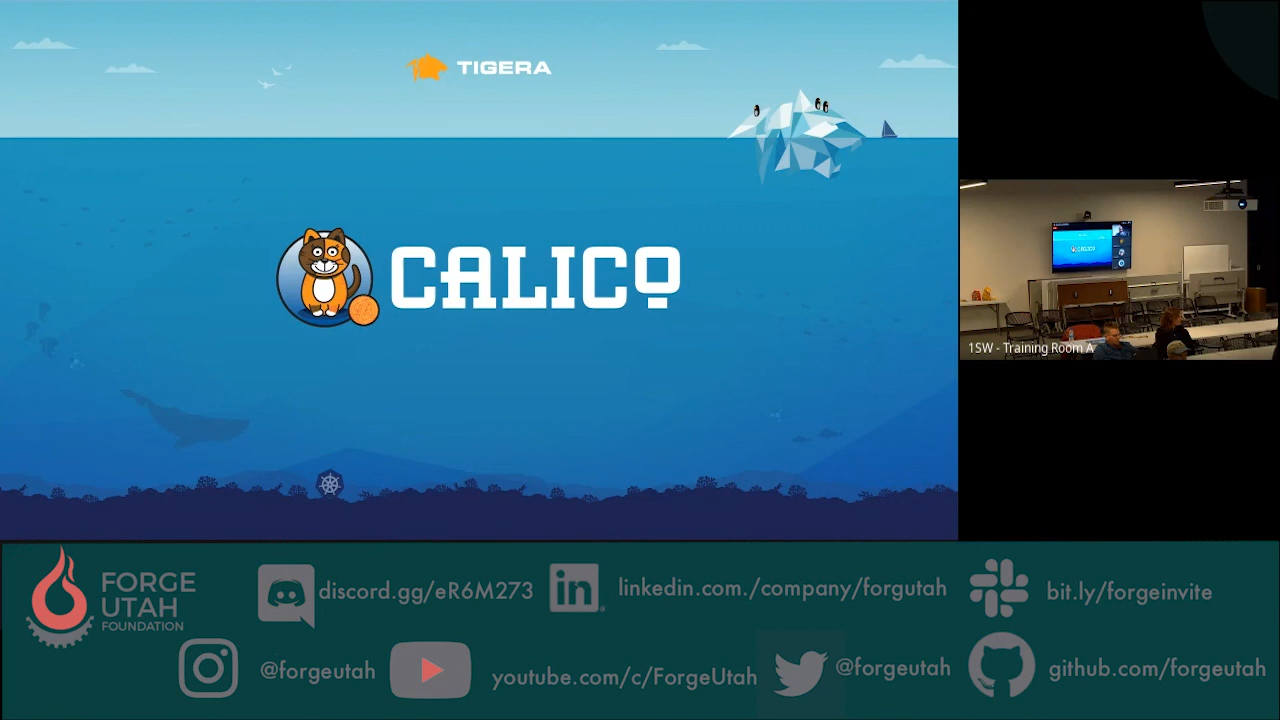 TIGERA
CALICO
1SW - Training Room A
FORGE
UTAH
FOUNDATION
discord.gg/eR6M273
linkedin.com./company/forgutah
bit.ly/forgeinvite
@forgeutah
youtube.com/c/ForgeUtah
@forgeutah
github.com/forgeutah